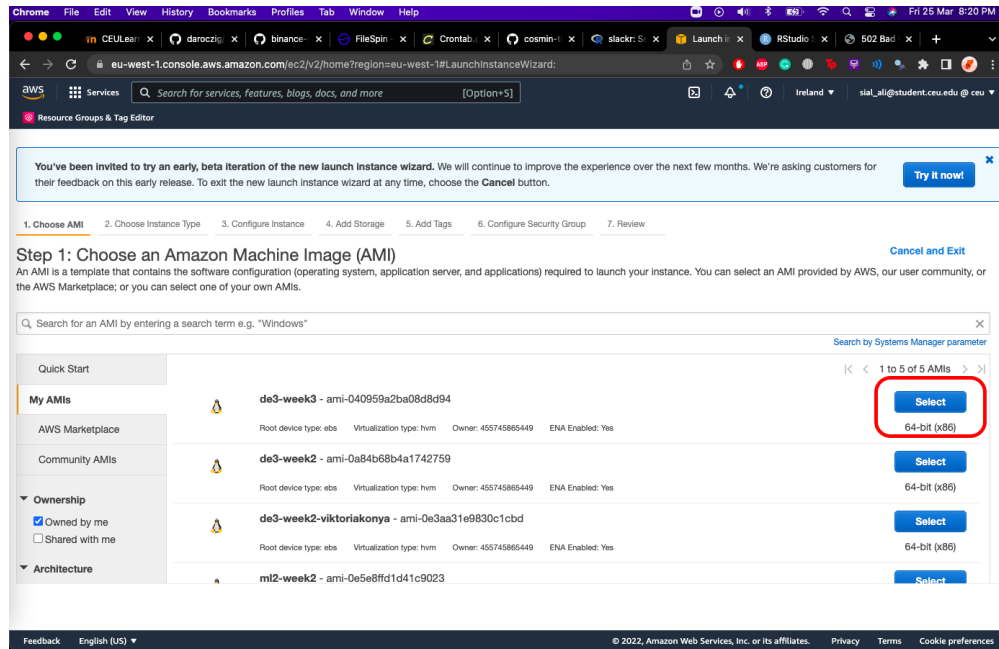 Chrome File Edit View History Bookmarks Profiles Tab Window Help Fri 25 Mar 8:20 PM
CEULearn daroczig/ binance- FileSpin - Crontab. cosmin-t slackr: Se Launch in RStudio S 502 Bad
eu-west-1.console.aws.amazon.com/ec2/v2/home?region=eu-west-1#LaunchInstanceWizard:
aws Services Search for services, features, blogs, docs, and more [Option+S] Ireland ▼ sial_ali@student.ceu.edu @ ceu ▼
Resource Groups & Tag Editor
You've been invited to try an early, beta iteration of the new launch instance wizard. We will continue to improve the experience over the next few months. We're asking customers for
their feedback on this early release. To exit the new launch instance wizard at any time, choose the Cancel button.
Try it now!
1. Choose AMI 2. Choose Instance Type 3. Configure Instance 4. Add Storage 5. Add Tags 6. Configure Security Group 7. Review
Step 1: Choose an Amazon Machine Image (AMI) Cancel and Exit
An AMI is a template that contains the software configuration (operating system, application server, and applications) required to launch your instance. You can select an AMI provided by AWS, our user community, or
the AWS Marketplace; or you can select one of your own AMIs.
Search for an AMI by entering a search term e.g. "Windows"
Search by Systems Manager parameter
Quick Start 1 to 5 of 5 AMIs
My AMIs de3-week3 - ami-040959a2ba08d8d94 Select
Root device type: ebs Virtualization type: hvm Owner: 455745865449 ENA Enabled: Yes 64-bit (x86)
AWS Marketplace
Community AMIs de3-week2 - ami-0a84b68b4a1742759 Select
Root device type: ebs Virtualization type: hvm Owner: 455745865449 ENA Enabled: Yes 64-bit (x86)
Ownership
Owned by me de3-week2-viktoriakonya - ami-0e3aa31e9830c1cbd Select
Shared with me Root device type: ebs Virtualization type: hvm Owner: 455745865449 ENA Enabled: Yes 64-bit (x86)
Architecture
ml2-week2 - ami-0e5e8ffd1d41c9023 Select
Feedback English (US) ▼ © 2022, Amazon Web Services, Inc. or its affiliates. Privacy Terms Cookie preferences